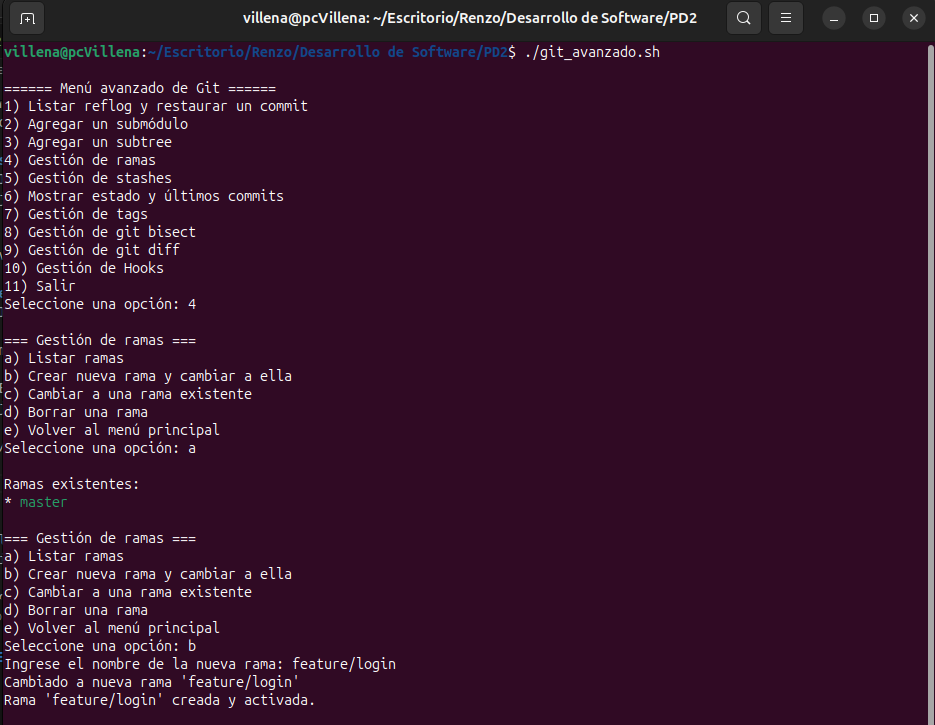 villena@pcVillena: ~/Escritorio/Renzo/Desarrollo de Software/PD2
villena@pcVillena:~/Escritorio/Renzo/Desarrollo de Software/PD2$ ./git_avanzado.sh
====== Menú avanzado de Git ======
1) Listar reflog y restaurar un commit
2) Agregar un submódulo
3) Agregar un subtree
4) Gestión de ramas
5) Gestión de stashes
6) Mostrar estado y últimos commits
7) Gestión de tags
8) Gestión de git bisect
9) Gestión de git diff
10) Gestión de Hooks
11) Salir
Seleccione una opción: 4
=== Gestión de ramas ===
a) Listar ramas
b) Crear nueva rama y cambiar a ella
c) Cambiar a una rama existente
d) Borrar una rama
e) Volver al menú principal
Seleccione una opción: a
Ramas existentes:
* master
=== Gestión de ramas ===
a) Listar ramas
b) Crear nueva rama y cambiar a ella
c) Cambiar a una rama existente
d) Borrar una rama
e) Volver al menú principal
Seleccione una opción: b
Ingrese el nombre de la nueva rama: feature/login
Cambiado a nueva rama 'feature/login'
Rama 'feature/login' creada y activada.